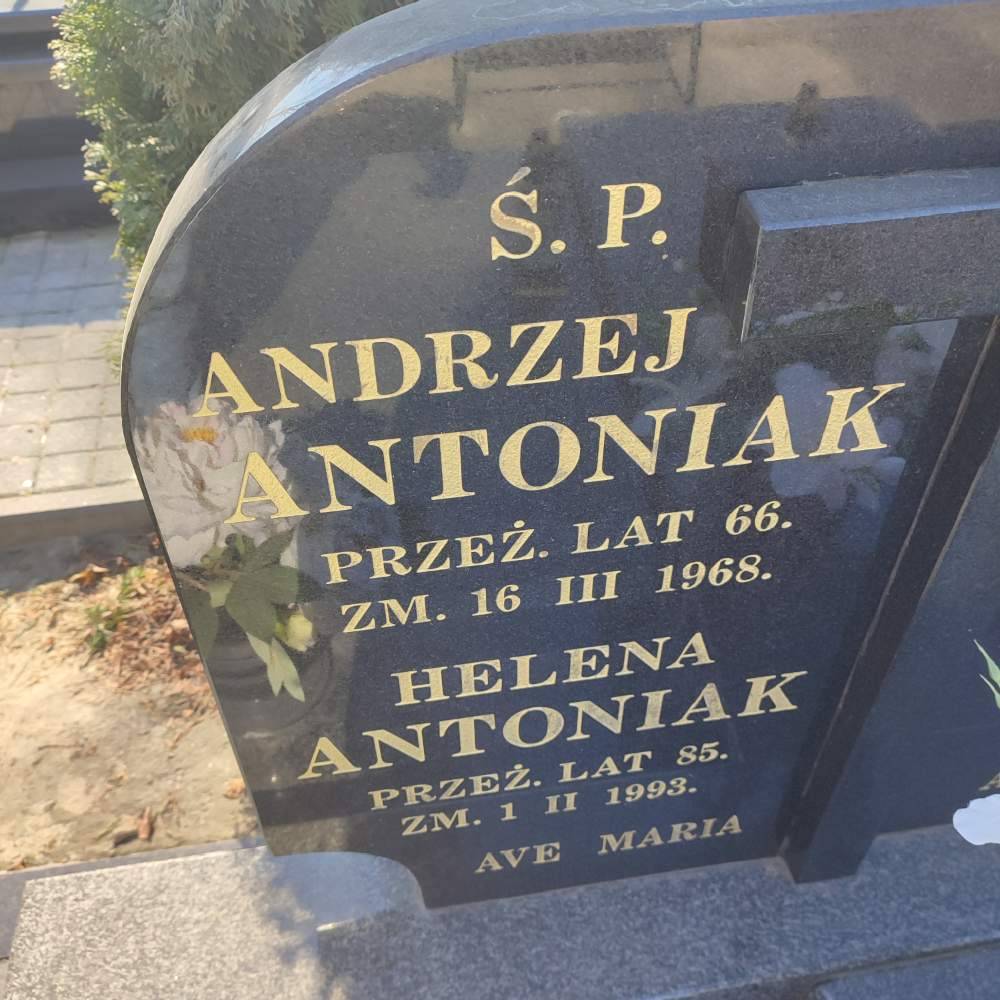 Ś. P.
ANDRZEJ
ANTONIAK
PRZEŻ. LAT 66.
ZM. 16 III 1968.
HELENA
ANTONIAK
PRZEŻ. LAT 85.
ZM. 1 II 1993.
AVE MARIA